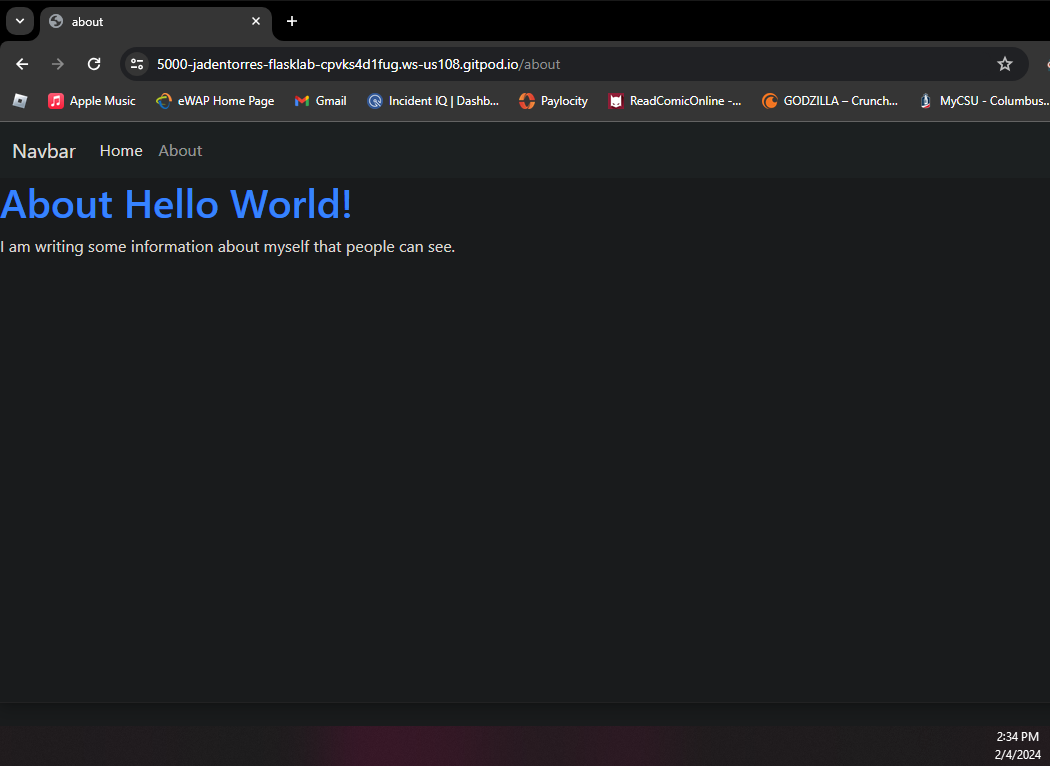 about
5000-jadentorres-flasklab-cpvks4d1fug.ws-us108.gitpod.io/about
Apple Music eWAP Home Page Gmail Incident IQ | Dashb... Paylocity ReadComicOnline -... GODZILLA – Crunch... MyCSU - Columbus...
Navbar Home About
About Hello World!
I am writing some information about myself that people can see.
2:34 PM
2/4/2024